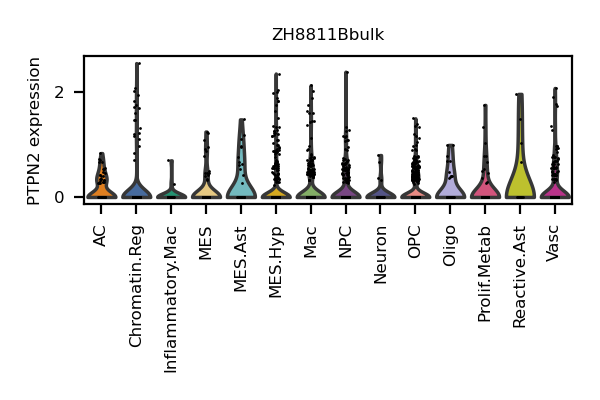 ZH8811Bbulk
PTPN2 expression
2
0
AC
Chromatin.Reg
Inflammatory.Mac
MES
MES.Ast
MES.Hyp
Mac
NPC
Neuron
OPC
Oligo
Prolif.Metab
Reactive.Ast
Vasc